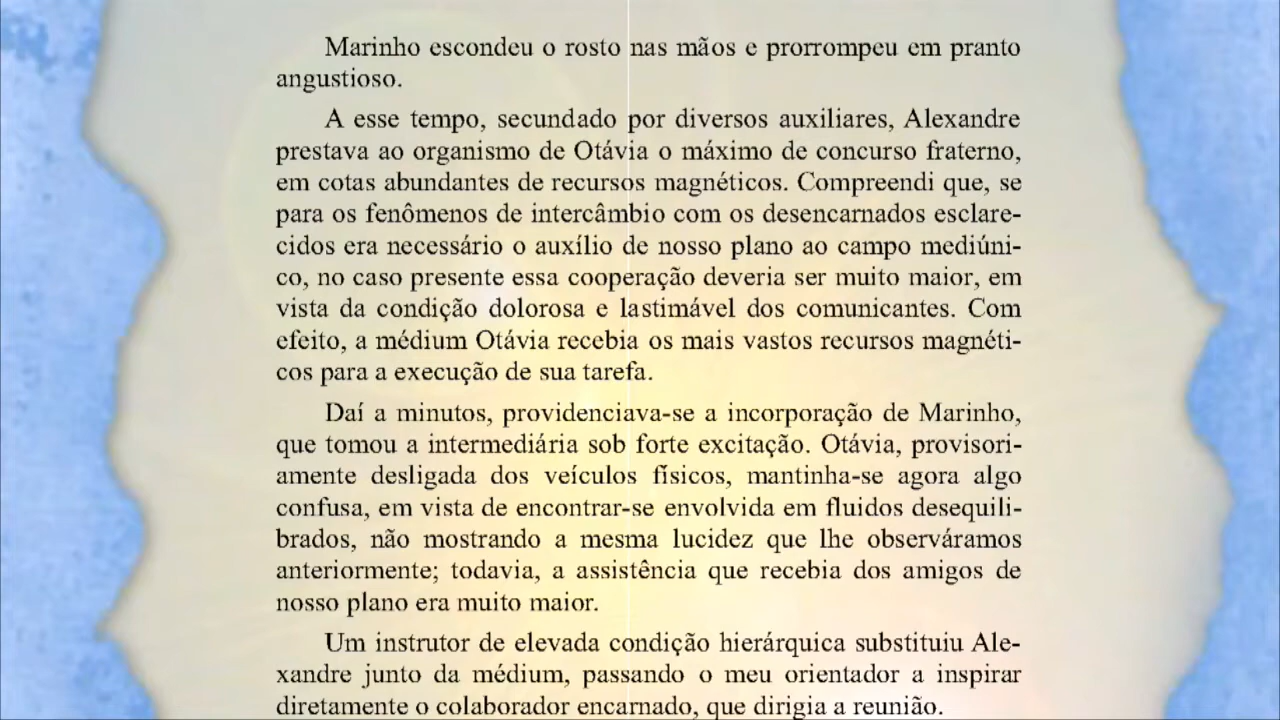 Marinho escondeu o rosto nas mãos e prorrompeu em pranto
angustioso.
A esse tempo, secundado por diversos auxiliares, Alexandre
prestava ao organismo de Otávia o máximo de concurso fraterno,
em cotas abundantes de recursos magnéticos. Compreendi que, se
para os fenômenos de intercâmbio com os desencarnados esclare-
cidos era necessário o auxílio de nosso plano ao campo mediúni-
co, no caso presente essa cooperação deveria ser muito maior, em
vista da condição dolorosa e lastimável dos comunicantes. Com
efeito, a médium Otávia recebia os mais vastos recursos magnéti-
cos para a execução de sua tarefa.
Daí a minutos, providenciava-se a incorporação de Marinho,
que tomou a intermediária sob forte excitação. Otávia, provisori-
amente desligada dos veículos físicos, mantinha-se agora algo
confusa, em vista de encontrar-se envolvida em fluidos desequili-
brados, não mostrando a mesma lucidez que lhe observáramos
anteriormente; todavia, a assistência que recebia dos amigos de
nosso plano era muito maior.
Um instrutor de elevada condição hierárquica substituiu Ale-
xandre junto da médium, passando o meu orientador a inspirar
diretamente o colaborador encarnado, que dirigia a reunião.